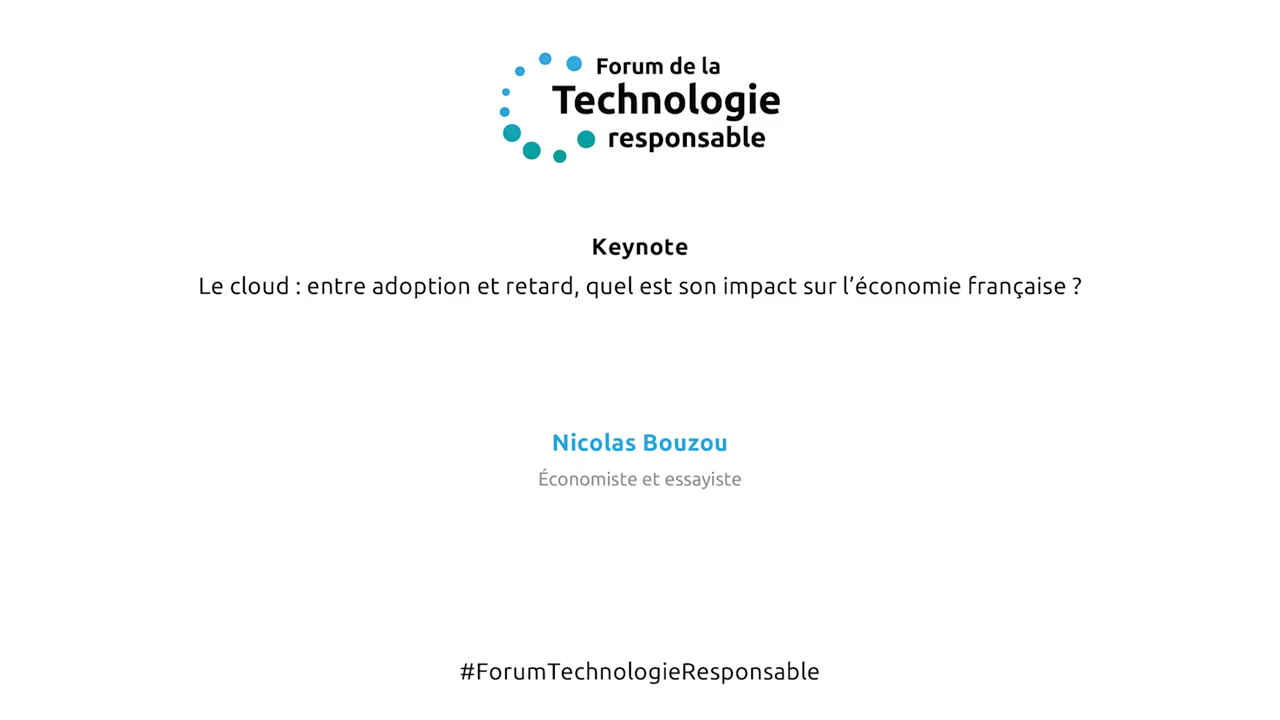 Forum de la
Technologie
responsable
Keynote
Le cloud : entre adoption et retard, quel est son impact sur l’économie française ?
Nicolas Bouzou
Économiste et essayiste
#ForumTechnologieResponsable